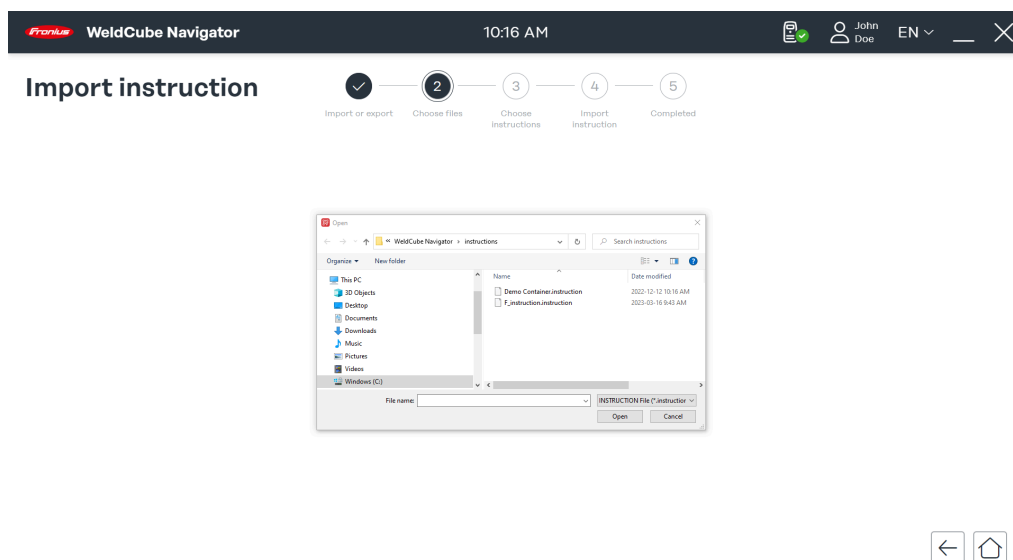 Fronius WeldCube Navigator 10:16 AM John Doe EN
Import instruction
2 3 4 5
Import or export Choose files Choose instructions Import instruction Completed
Open
« WeldCube Navigator › instructions Search instructions
Organize New folder
Name Date modified
This PC
3D Objects
Desktop
Documents
Downloads
Music
Pictures
Videos
Windows (C:)
Demo Container.instruction 2022-12-12 10:16 AM
F_instruction.instruction 2023-03-16 9:43 AM
File name: INSTRUCTION File (*.instruction
Open Cancel